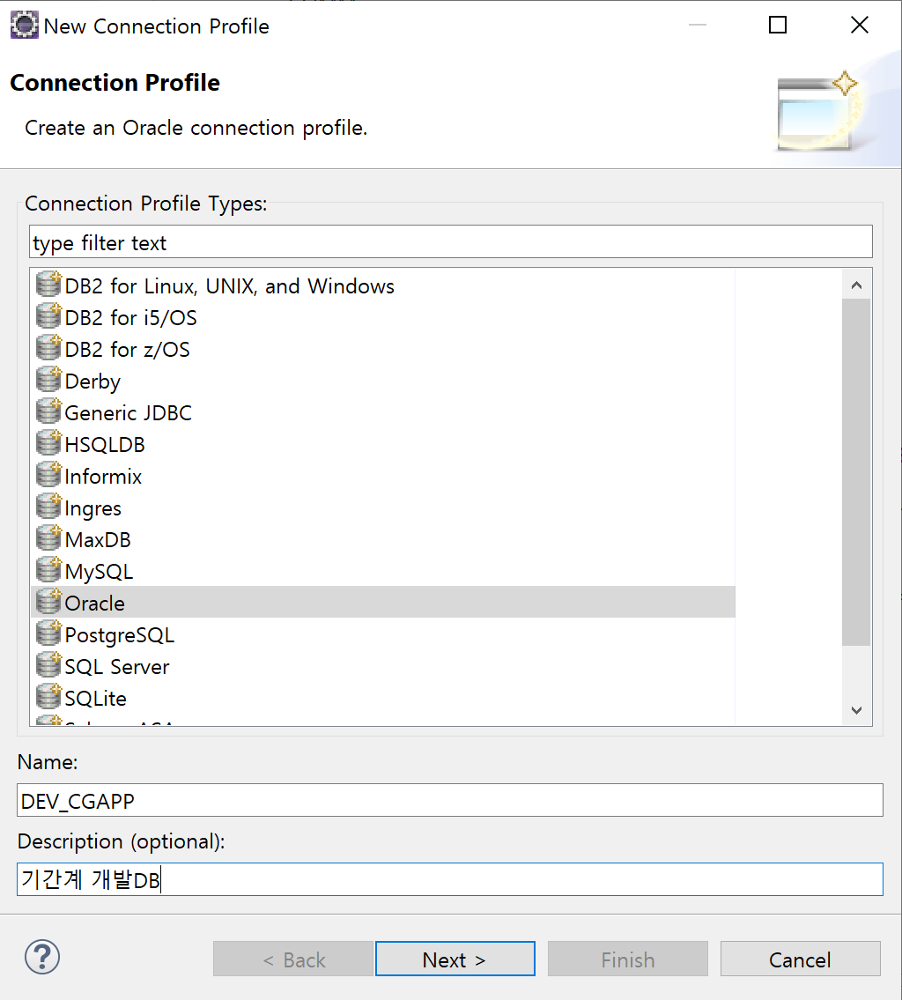 New Connection Profile
Connection Profile
Create an Oracle connection profile.
Connection Profile Types:
type filter text
DB2 for Linux, UNIX, and Windows
DB2 for i5/OS
DB2 for z/OS
Derby
Generic JDBC
HSQLDB
Informix
Ingres
MaxDB
MySQL
Oracle
PostgreSQL
SQL Server
SQLite
Name:
DEV_CGAPP
Description (optional):
기간계 개발DB
?
< Back
Next >
Finish
Cancel